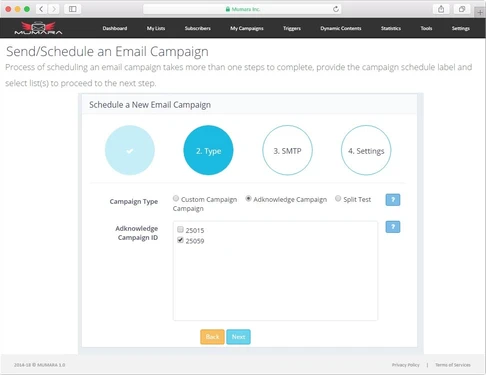 Mumara Inc.
MUMARA
Dashboard My Lists Subscribers My Campaigns Triggers Dynamic Contents Statistics Tools Settings
Send/Schedule an Email Campaign
Process of scheduling an email campaign takes more than one steps to complete, provide the campaign schedule label and
select list(s) to proceed to the next step.
Schedule a New Email Campaign
2. Type 3. SMTP 4. Settings
Campaign Type Custom Campaign Adknowledge Campaign Split Test ?
Campaign
Adknowledge ?
Campaign ID
25015
25059
Back Next
2014-15 © MUMARA 1.0 Privacy Policy | Terms of Services